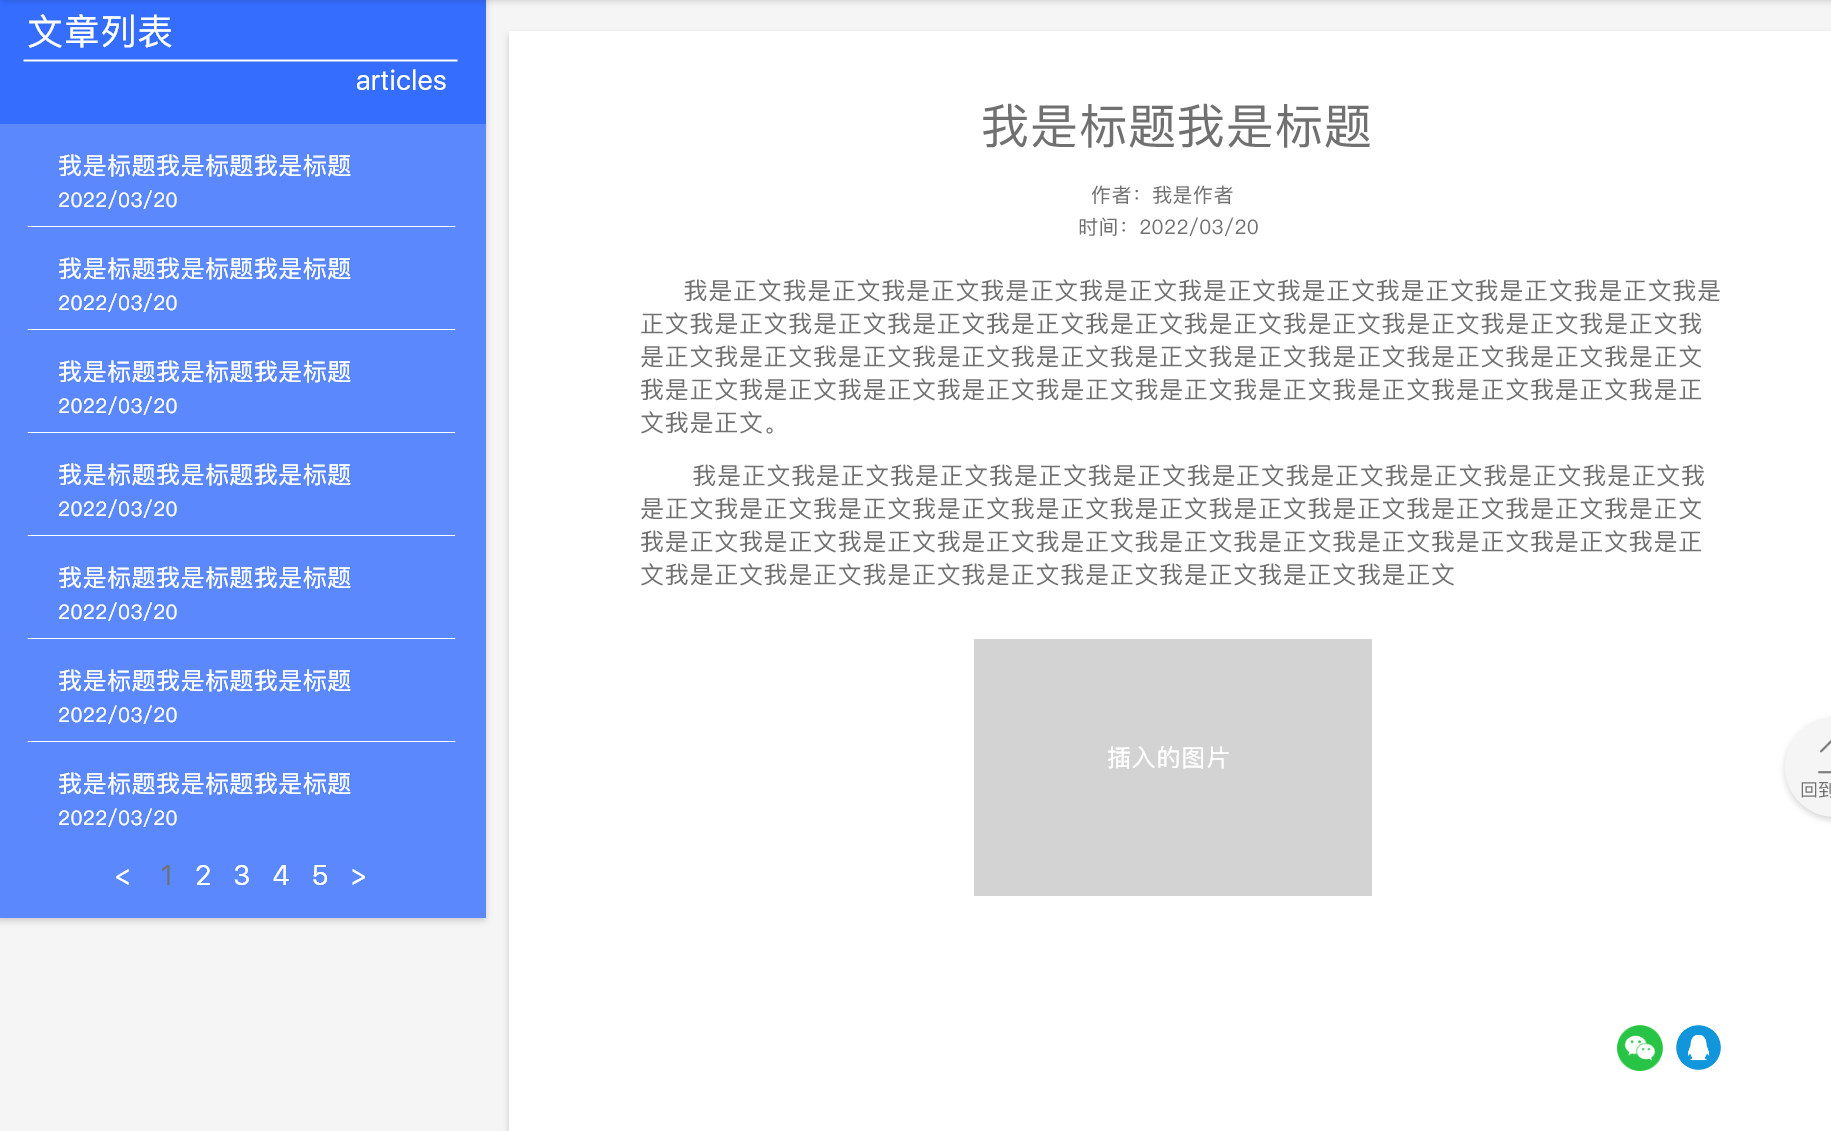 文章列表
articles
我是标题我是标题我是标题
2022/03/20
我是标题我是标题我是标题
2022/03/20
我是标题我是标题我是标题
2022/03/20
我是标题我是标题我是标题
2022/03/20
我是标题我是标题我是标题
2022/03/20
我是标题我是标题我是标题
2022/03/20
我是标题我是标题我是标题
2022/03/20
< 1 2 3 4 5 >
我是标题我是标题
作者：我是作者
时间：2022/03/20
我是正文我是正文我是正文我是正文我是正文我是正文我是正文我是正文我是正文我是正文我是
正文我是正文我是正文我是正文我是正文我是正文我是正文我是正文我是正文我是正文我是正文我
是正文我是正文我是正文我是正文我是正文我是正文我是正文我是正文我是正文我是正文我是正文
我是正文我是正文我是正文我是正文我是正文我是正文我是正文我是正文我是正文我是正文我是正
文我是正文。
我是正文我是正文我是正文我是正文我是正文我是正文我是正文我是正文我是正文我是正文我
是正文我是正文我是正文我是正文我是正文我是正文我是正文我是正文我是正文我是正文我是正文
我是正文我是正文我是正文我是正文我是正文我是正文我是正文我是正文我是正文我是正文我是正
文我是正文我是正文我是正文我是正文我是正文我是正文我是正文我是正文
插入的图片
回到